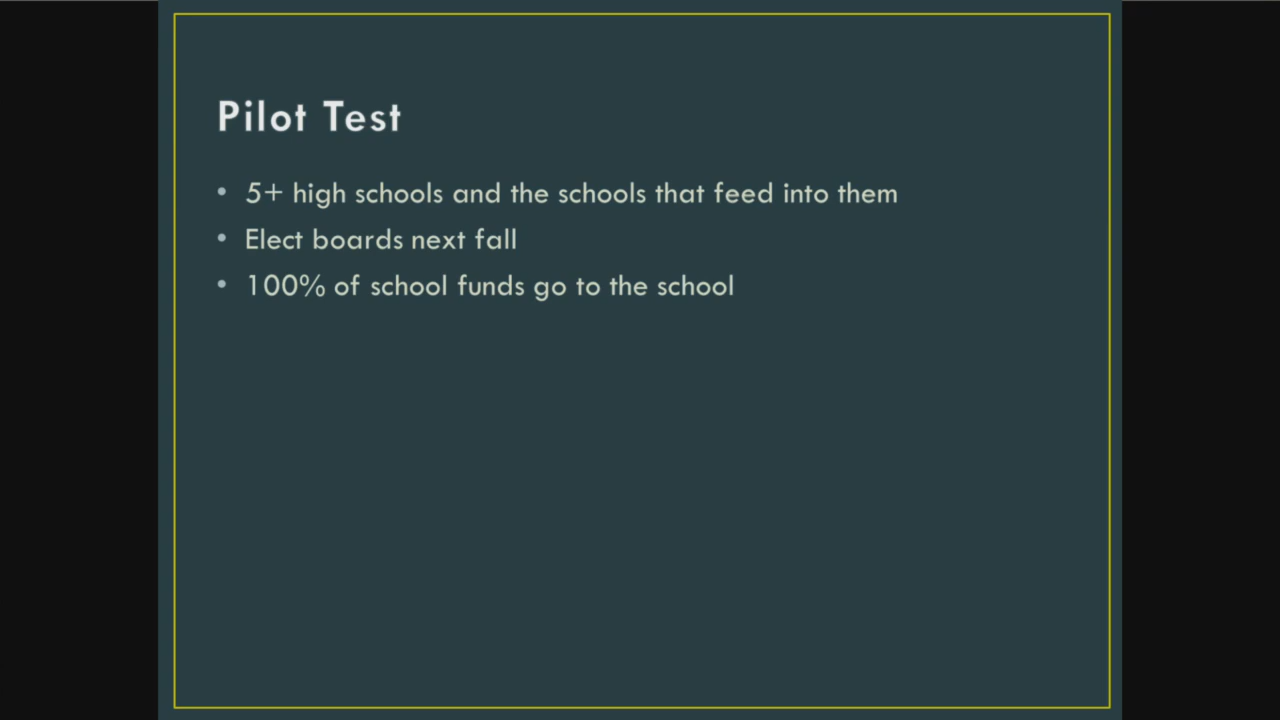 Pilot Test
• 5+ high schools and the schools that feed into them
• Elect boards next fall
• 100% of school funds go to the school